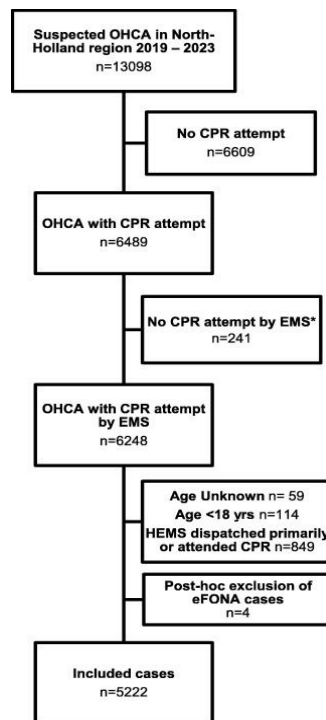 Suspected OHCA in North-
Holland region 2019 – 2023
n=13098
No CPR attempt
n=6609
OHCA with CPR attempt
n=6489
No CPR attempt by EMS*
n=241
OHCA with CPR attempt
by EMS
n=6248
Age Unknown n= 59
Age <18 yrs n=114
HEMS dispatched primarily
or attended CPR n=849
Post-hoc exclusion of
eFONA cases
n=4
Included cases
n=5222